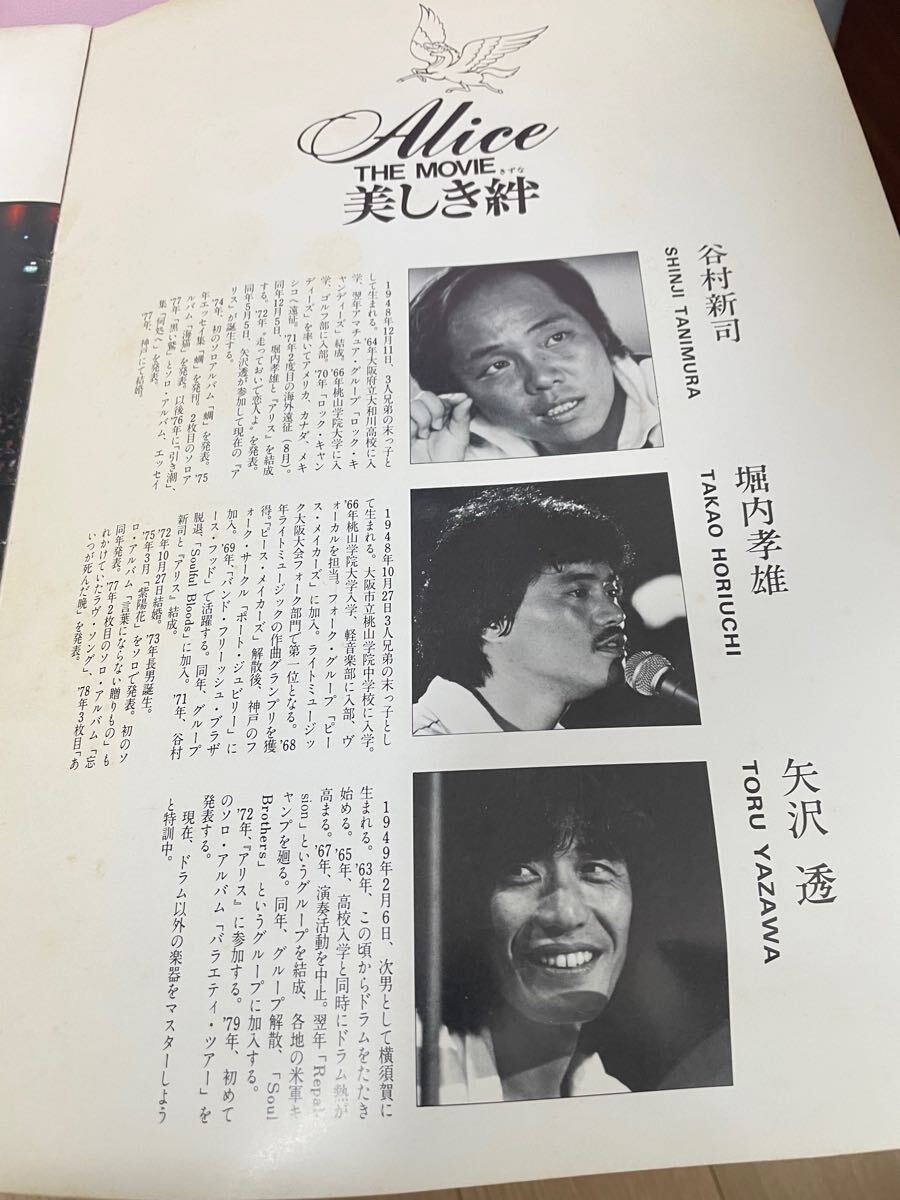 Alice
THE MOVIE
きずな
美しき絆
谷村新司
SHINJI TANIMURA
1948年12月11日、3人兄弟の末っ子と
して生まれる。'64年大阪府立大和川高校に入
学、翌年アマチュア・グループ「ロック・キ
ャンディーズ」結成。'66年桃山学院大学に入
学、ゴルフ部に入部。'70年「ロック・キャン
ディーズ」を率いてアメリカ、カナダ、メキ
シコへ遠征。'71年2度目の海外遠征(8月)。
同年12月5日、堀内孝雄と『アリス』を結成
する。'72年〝走っておいで恋人よ〟を発表。
同年5月5日、矢沢透が参加して現在の『ア
リス』が誕生する。
'74年、初のソロアルバム「蜩」を発表。'75
年エッセイ集「蜩」を発刊。2枚目のソロア
ルバム「海猫」を発表。以後'76年に「引き潮」、
'77年「黒い鷲」とソロ・アルバム、エッセイ
集「何処へ」を発表。
'77年、神戸にて結婚。
堀内孝雄
TAKAO HORIUCHI
1948年10月27日3人兄弟の末っ子とし
て生まれる。大阪市立桃山学院中学校に入学。
'66年桃山学院大学入学、軽音楽部に入部、ヴ
ォーカルを担当。フォーク・グループ「ピー
ス・メイカーズ」に加入。ライトミュージッ
ク大阪大会フォーク部門で第一位となる。'68
年ライトミュージックの作曲グランプリを獲
得「ピース・メイカーズ」解散後、神戸のフ
ォーク・サークル「ポート・ジュビリー」に
加入。'69年、「バンド・フリーッシュ・ブラザ
ース・フッド」で活躍する。同年、グループ
脱退、「Soulful Bloods」に加入。'71年、谷村
新司と『アリス』結成。
'72年10月27日結婚。'73年長男誕生。
'75年3月「紫陽花」をソロで発表。初のソ
ロ・アルバム「言葉にならない贈りもの」も
同年発表。'77年2枚目のソロ・アルバム「忘
れかけていたラヴ・ソング」、'78年3枚目「あ
いつが死んだ晩」を発表。
矢沢 透
TORU YAZAWA
1949年2月6日、次男として横須賀に
生まれる。'63年、この頃からドラムをたたき
始める。'65年、高校入学と同時にドラム熱が
高まる。'67年、演奏活動を中止。翌年「Repal-
sion」というグループを結成、各地の米軍キ
ャンプを廻る。同年、グループ解散、「Soul
Brothers」というグループに加入する。
'72年、『アリス』に参加する。'79年、初めて
のソロ・アルバム「バラエティ・ツアー」を
発表する。
現在、ドラム以外の楽器をマスターしよう
と特訓中。